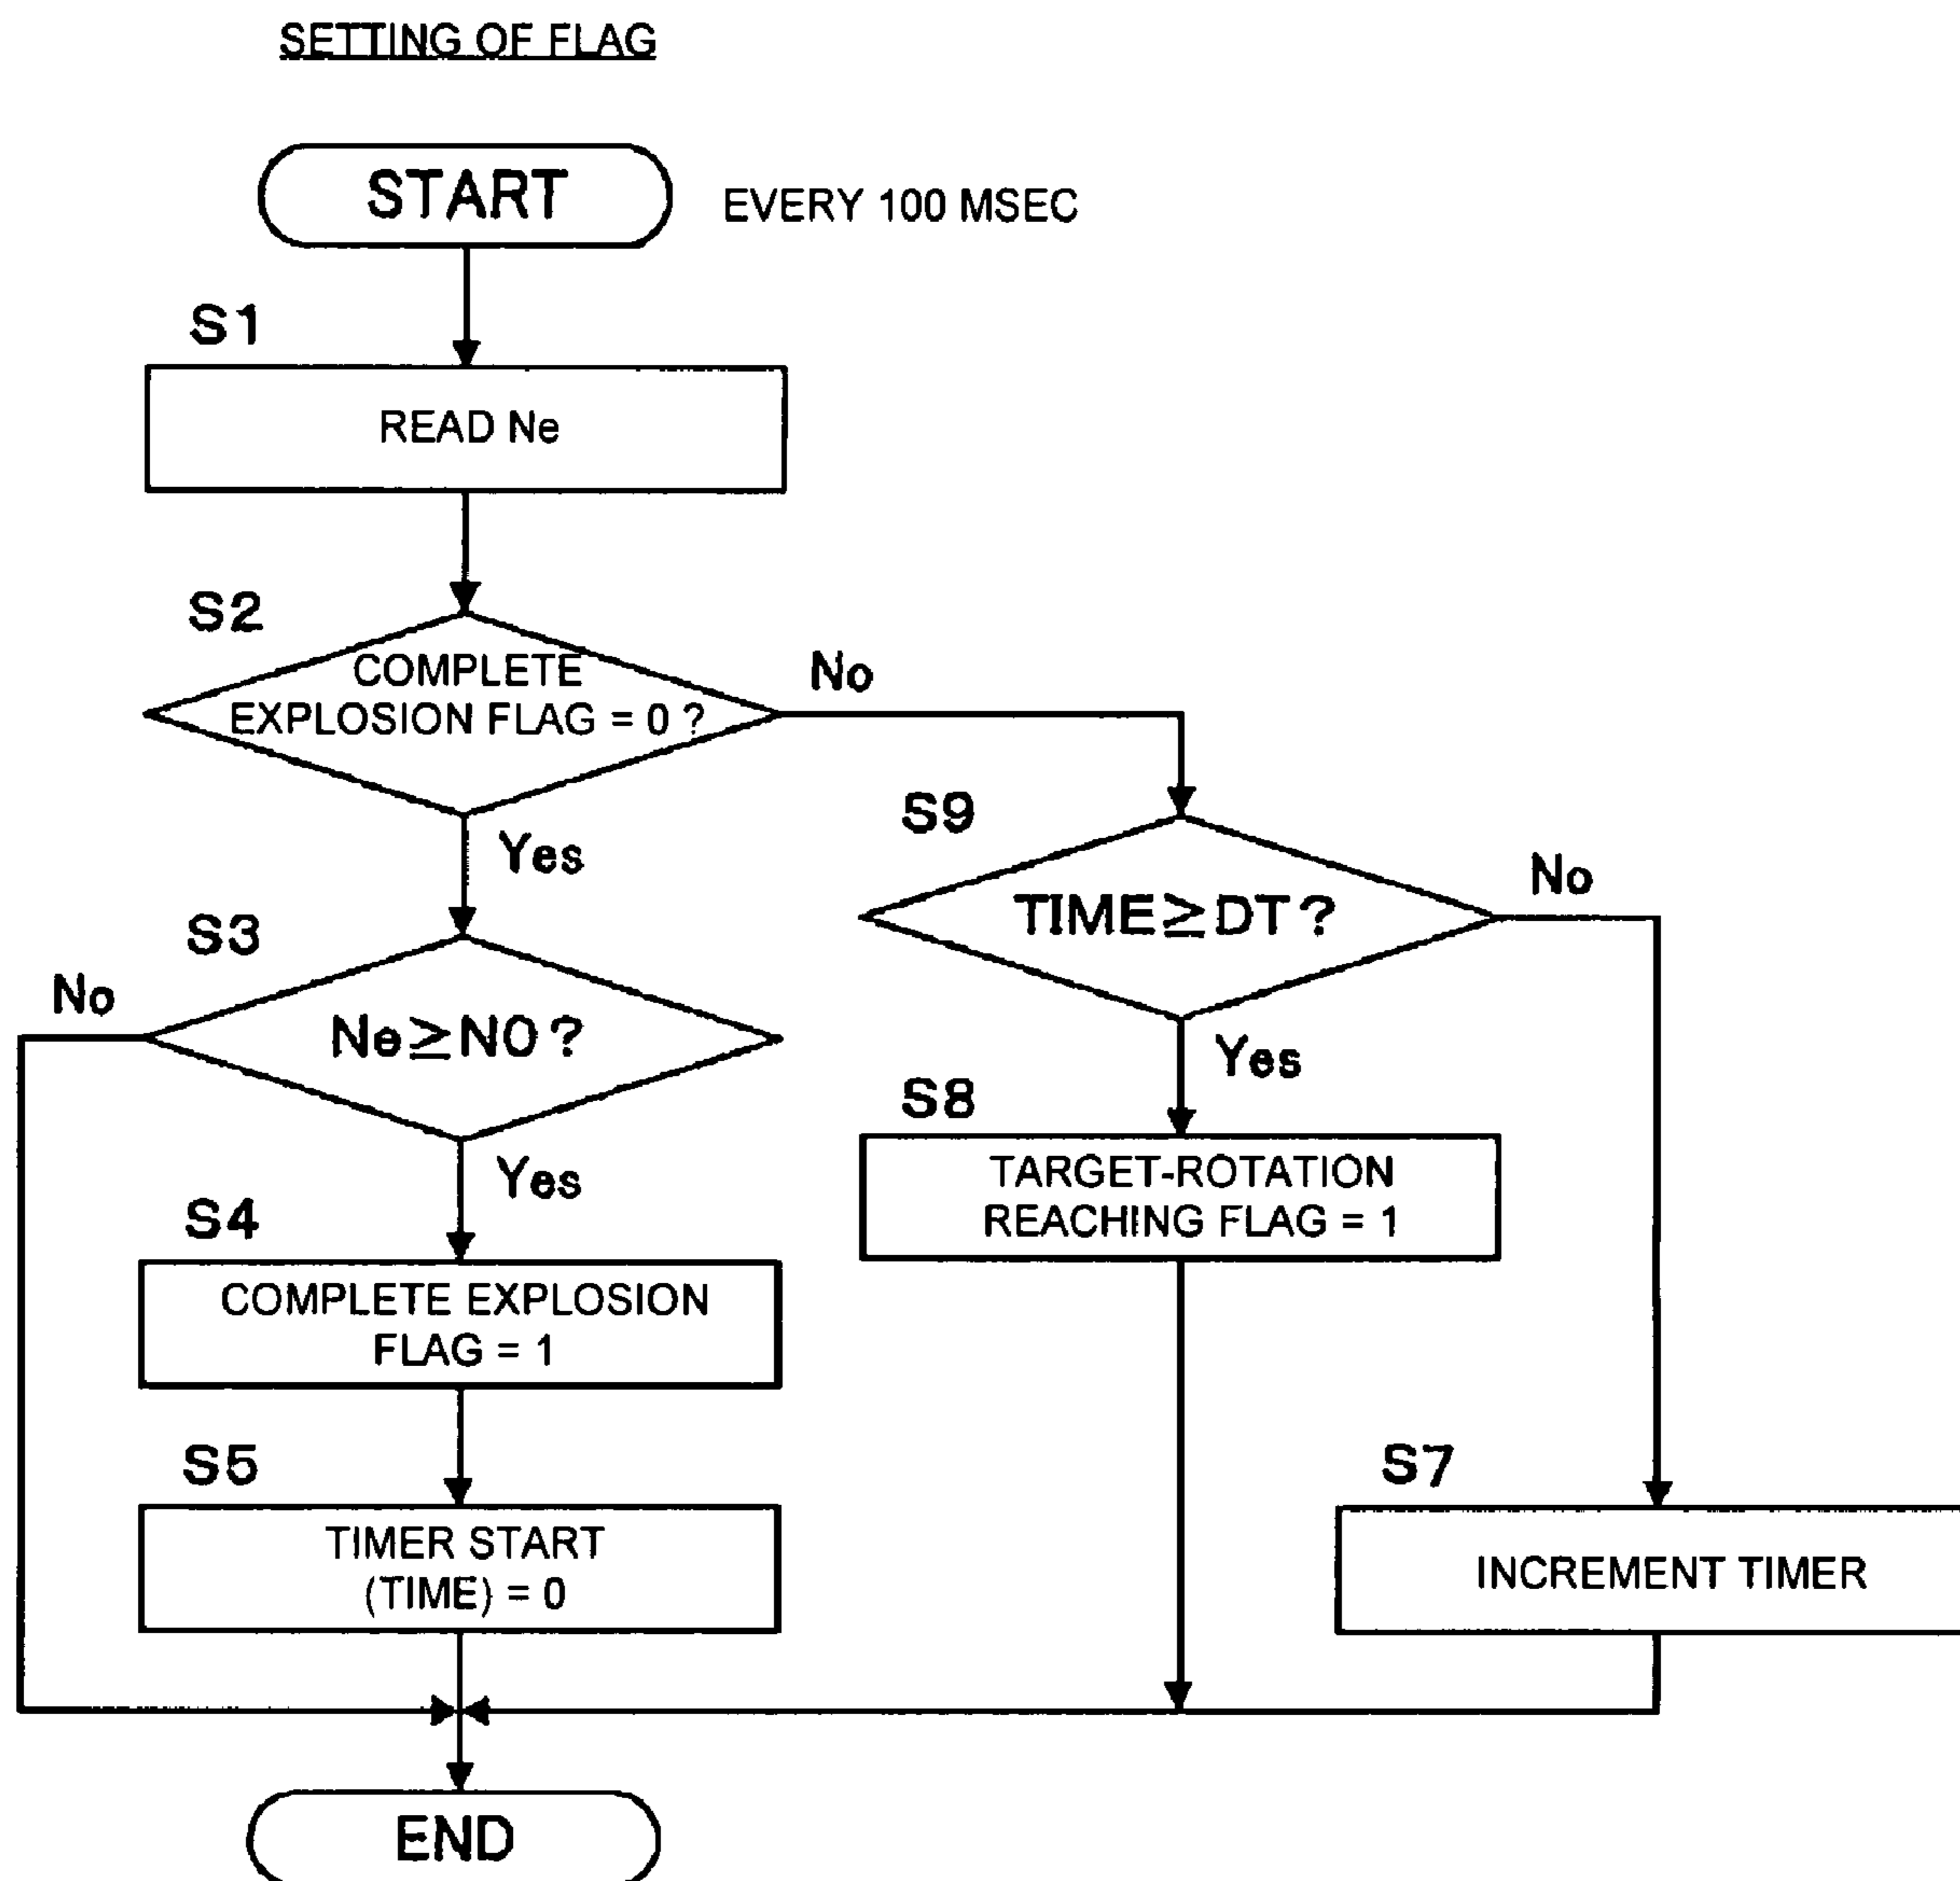 SETTING OF FLAG
START
EVERY 100 MSEC
S1
READ Ne
S2
COMPLETE
EXPLOSION FLAG = 0 ?
No
Yes
S9
TIME≧DT?
No
Yes
S3
No
Ne≧N0?
Yes
S8
TARGET-ROTATION
REACHING FLAG = 1
S4
COMPLETE EXPLOSION
FLAG = 1
S5
TIMER START
(TIME) = 0
S7
INCREMENT TIMER
END